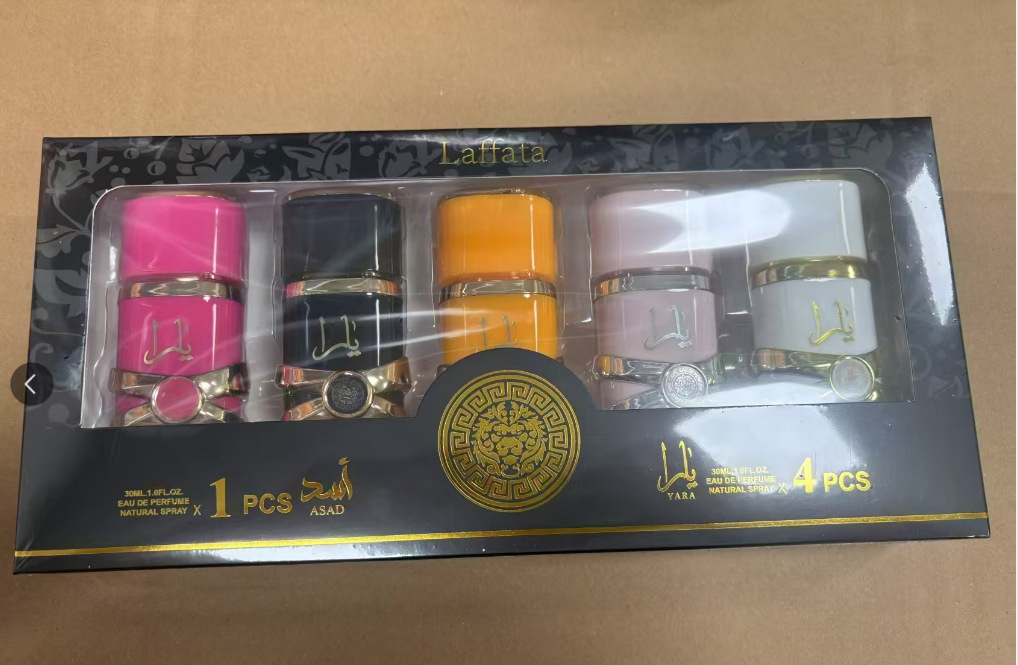 Laffata
يارا
يارا
يارا
يارا
يارا
30ML.1.0FL.OZ.
EAU DE PERFUME
NATURAL SPRAY X 1 PCS
أسد
ASAD
يارا
YARA
30ML.1.0FL.OZ.
EAU DE PERFUME
NATURAL SPRAY X 4 PCS